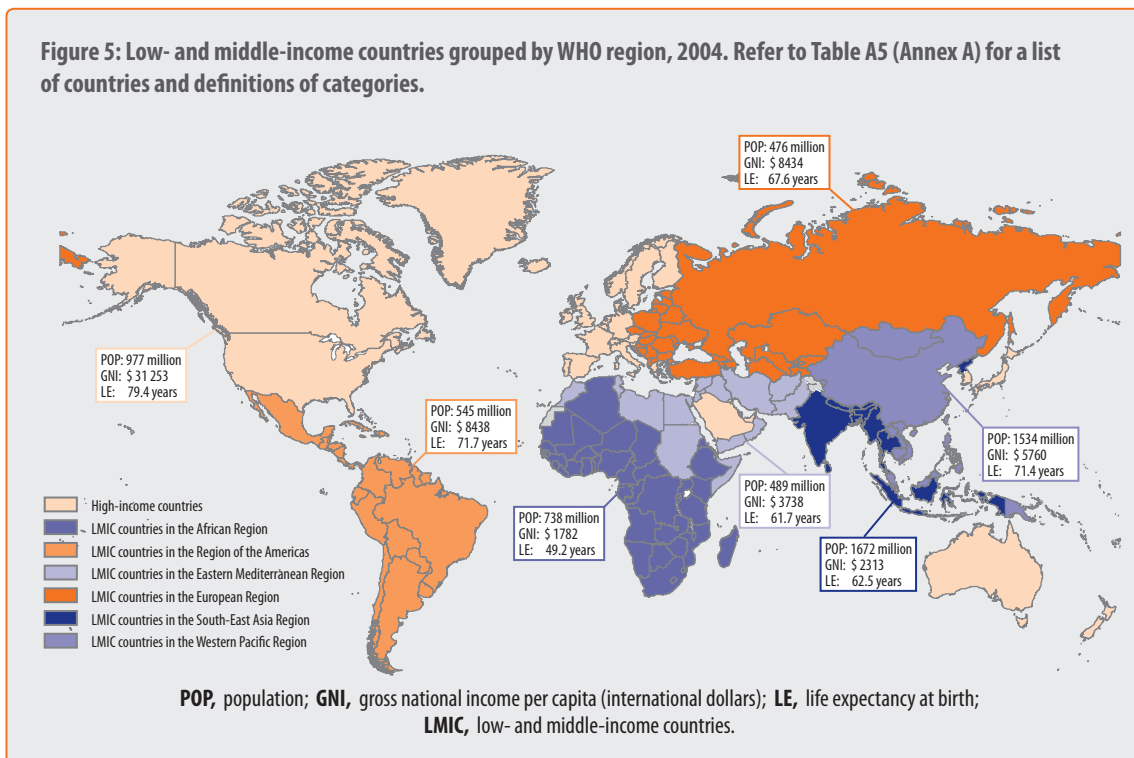 Figure 5: Low- and middle-income countries grouped by WHO region, 2004. Refer to Table A5 (Annex A) for a list
of countries and definitions of categories.
POP: 476 million
GNI: $ 8434
LE: 67.6 years
POP: 977 million
GNI: $ 31 253
LE: 79.4 years
POP: 545 million
GNI: $ 8438
LE: 71.7 years
POP: 1534 million
GNI: $ 5760
LE: 71.4 years
POP: 489 million
GNI: $ 3738
LE: 61.7 years
POP: 738 million
GNI: $ 1782
LE: 49.2 years
POP: 1672 million
GNI: $ 2313
LE: 62.5 years
High-income countries
LMIC countries in the African Region
LMIC countries in the Region of the Americas
LMIC countries in the Eastern Mediterrànean Region
LMIC countries in the European Region
LMIC countries in the South-East Asia Region
LMIC countries in the Western Pacific Region
POP, population; GNI, gross national income per capita (international dollars); LE, life expectancy at birth;
LMIC, low- and middle-income countries.